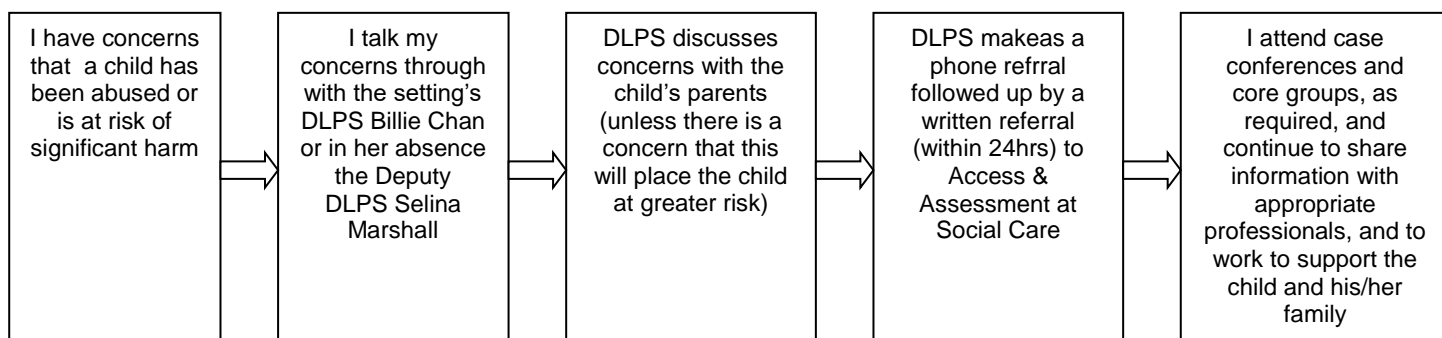 I have concerns
that  a child has
been abused or
is at risk of
significant harm
I talk my
concerns through
with the setting's
DLPS Billie Chan
or in her absence
the Deputy
DLPS Selina
Marshall
DLPS discusses
concerns with the
child's parents
(unless there is a
concern that this
will place the child
at greater risk)
DLPS makeas a
phone refrral
followed up by a
written referral
(within 24hrs) to
Access &
Assessment at
Social Care
I attend case
conferences and
core groups, as
required, and
continue to share
information with
appropriate
professionals, and to
work to support the
child and his/her
family